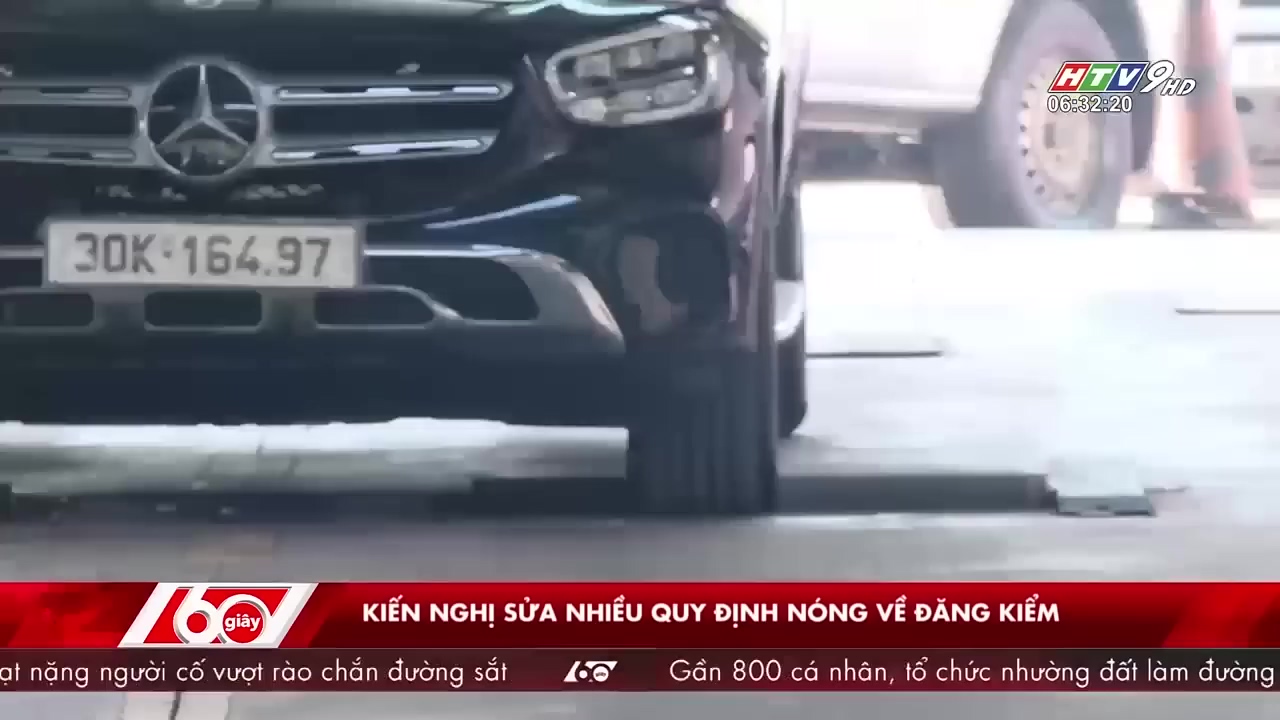 HTV9HD
06:32:20
30K-164.97
60 giây
KIẾN NGHỊ SỬA NHIỀU QUY ĐỊNH NÓNG VỀ ĐĂNG KIỂM
ạt nặng người cố vượt rào chắn đường sắt 60 giây Gần 800 cá nhân, tổ chức nhường đất làm đường